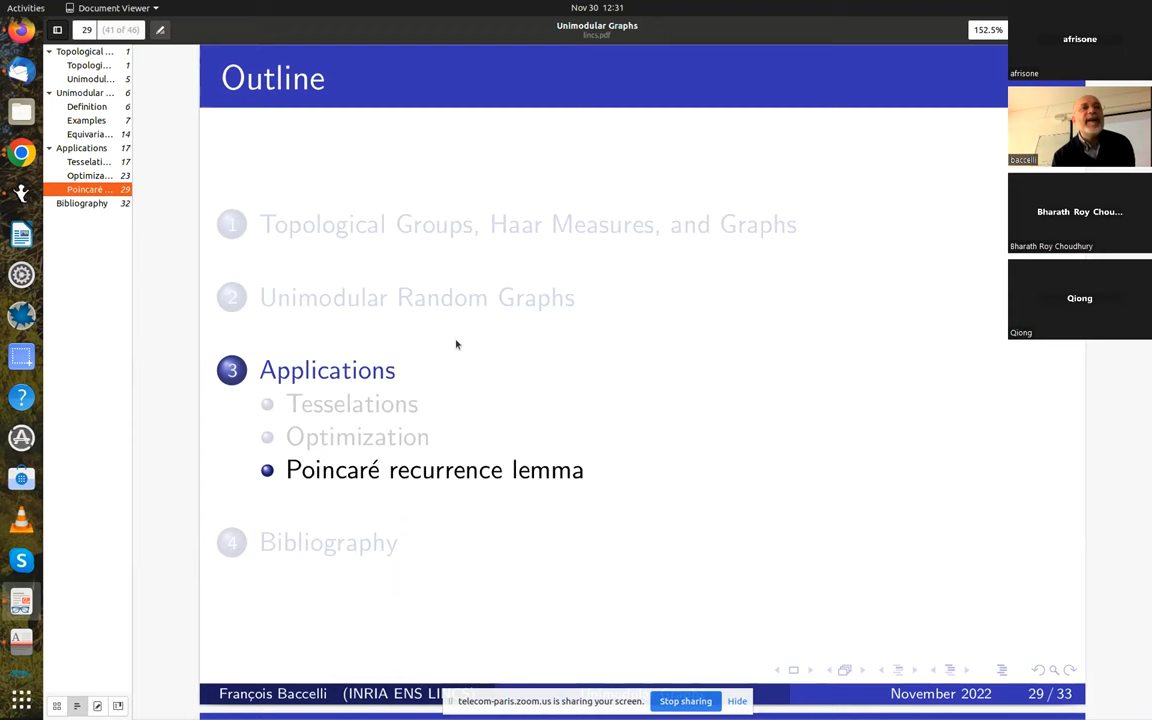 Activities
Document Viewer
Nov 30 12:31
29
(41 of 46)
Unimodular Graphs
lincs.pdf
152.5%
Topological ... 1
Topologi... 1
Unimodul... 5
Unimodular ... 6
Definition 6
Examples 7
Equivaria... 14
Applications 17
Tesselati... 17
Optimiza... 23
Poincaré ... 29
Bibliography 32
Outline
1 Topological Groups, Haar Measures, and Graphs
2 Unimodular Random Graphs
3 Applications
Tesselations
Optimization
Poincaré recurrence lemma
4 Bibliography
François Baccelli (INRIA ENS LINCS)
November 2022
29 / 33
telecom-paris.zoom.us is sharing your screen.
Stop sharing
Hide
afrisone
afrisone
baccelli
Bharath Roy Chou...
Bharath Roy Choudhury
Qiong
Qiong